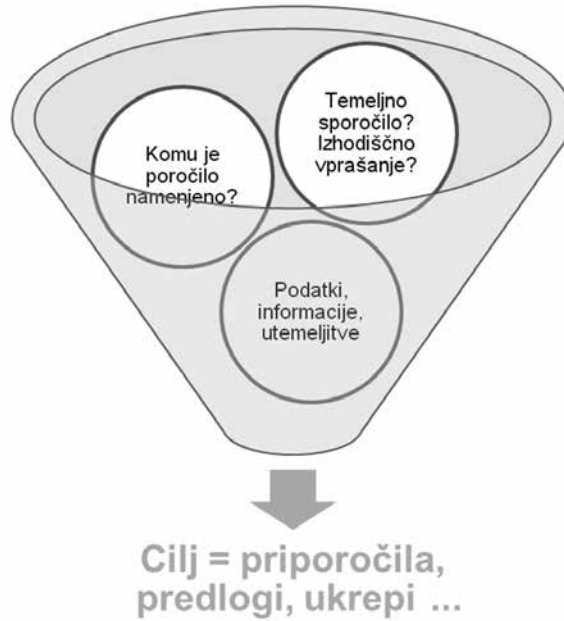 Temeljno
sporočilo?
Izhodiščno
vprašanje?
Komu je
poročilo
namenjeno?
Podatki,
informacije,
utemeljitve
Cilj = priporočila,
predlogi, ukrepi ...